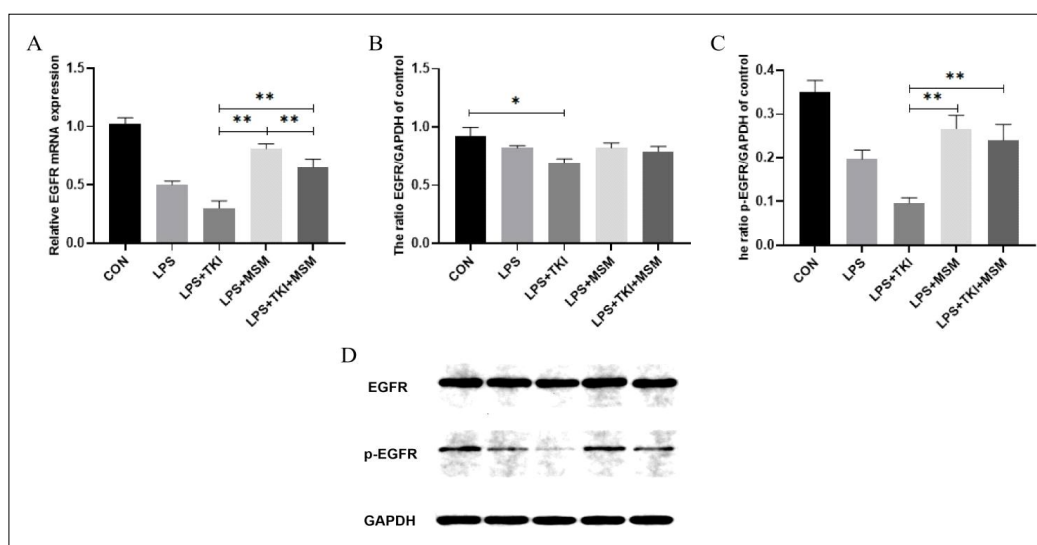 A
Relative EGFR mRNA expression
1.5
1.0
0.5
0.0
**
**
**
CON
LPS
LPS+TKI
LPS+MSM
LPS+TKI+MSM
B
The ratio EGFR/GAPDH of control
1.5
1.0
0.5
0.0
*
CON
LPS
LPS+TKI
LPS+MSM
LPS+TKI+MSM
C
he ratio p-EGFR/GAPDH of control
0.4
0.3
0.2
0.1
0.0
**
**
CON
LPS
LPS+TKI
LPS+MSM
LPS+TKI+MSM
D
EGFR
p-EGFR
GAPDH